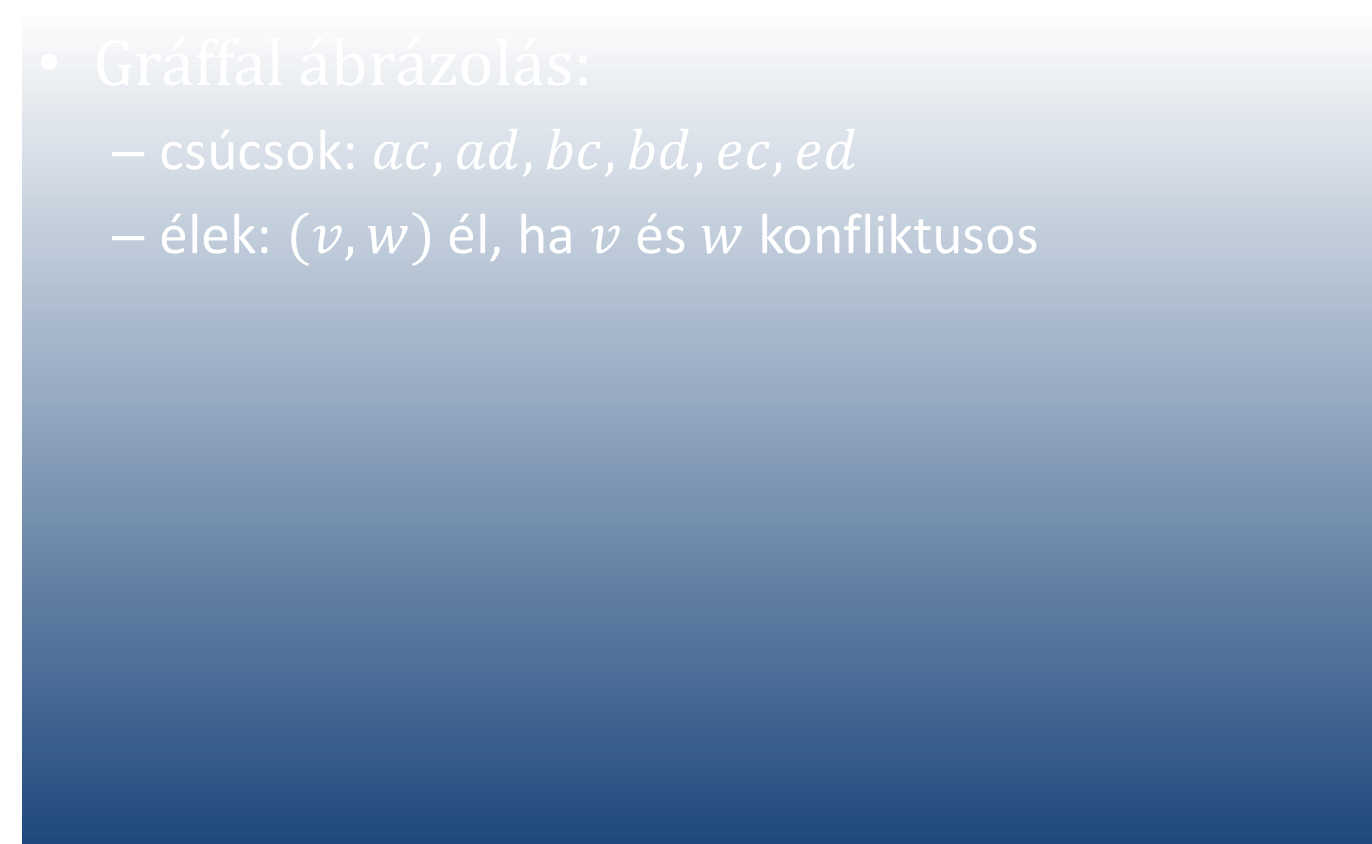 • Gráffal ábrázolás:
– csúcsok: ac, ad, bc, bd, ec, ed
– élek: (v, w) él, ha v és w konfliktusos